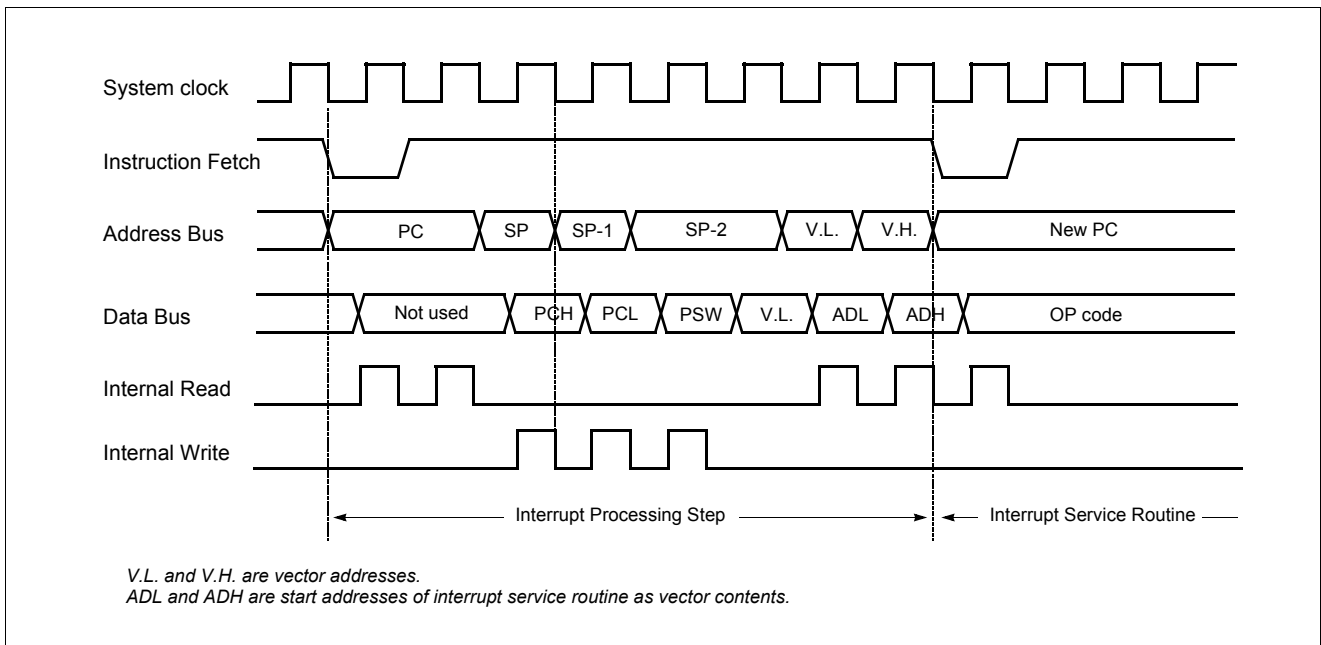 System clock
Instruction Fetch
Address Bus PC SP SP-1 SP-2 V.L. V.H. New PC
Data Bus Not used PCH PCL PSW V.L. ADL ADH OP code
Internal Read
Internal Write
Interrupt Processing Step Interrupt Service Routine
V.L. and V.H. are vector addresses.
ADL and ADH are start addresses of interrupt service routine as vector contents.